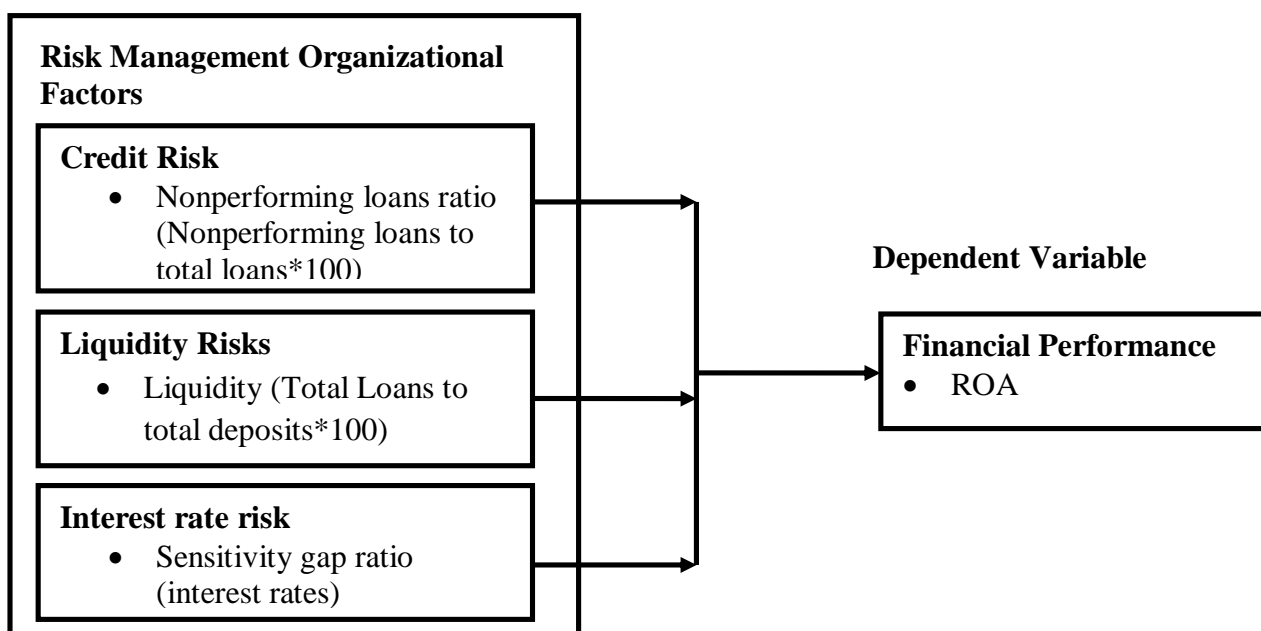 Risk Management Organizational
Factors
Credit Risk
• Nonperforming loans ratio
(Nonperforming loans to
total loans*100)
Liquidity Risks
• Liquidity (Total Loans to
total deposits*100)
Interest rate risk
• Sensitivity gap ratio
(interest rates)
Dependent Variable
Financial Performance
• ROA